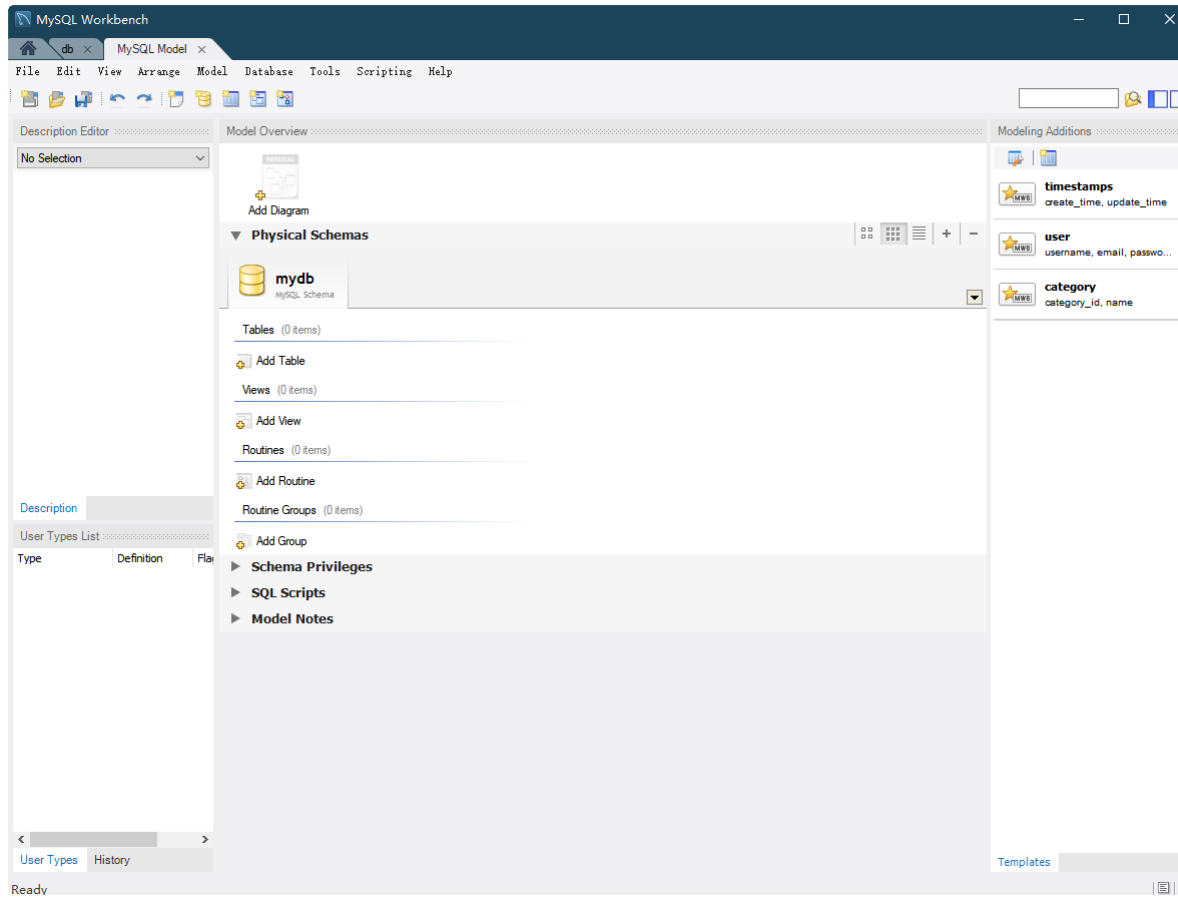 MySQL Workbench
db
MySQL Model
File Edit View Arrange Model Database Tools Scripting Help
Description Editor
No Selection
Description
User Types List
Type Definition
User Types History
Model Overview
PHYSICAL
Add Diagram
Physical Schemas
mydb
MySQL Schema
Tables (0 items)
Add Table
Views (0 items)
Add View
Routines (0 items)
Add Routine
Routine Groups (0 items)
Add Group
Schema Privileges
SQL Scripts
Model Notes
Modeling Additions
MWB
timestamps
create_time, update_time
MWB
user
username, email, passwo...
MWB
category
category_id, name
Templates
Ready